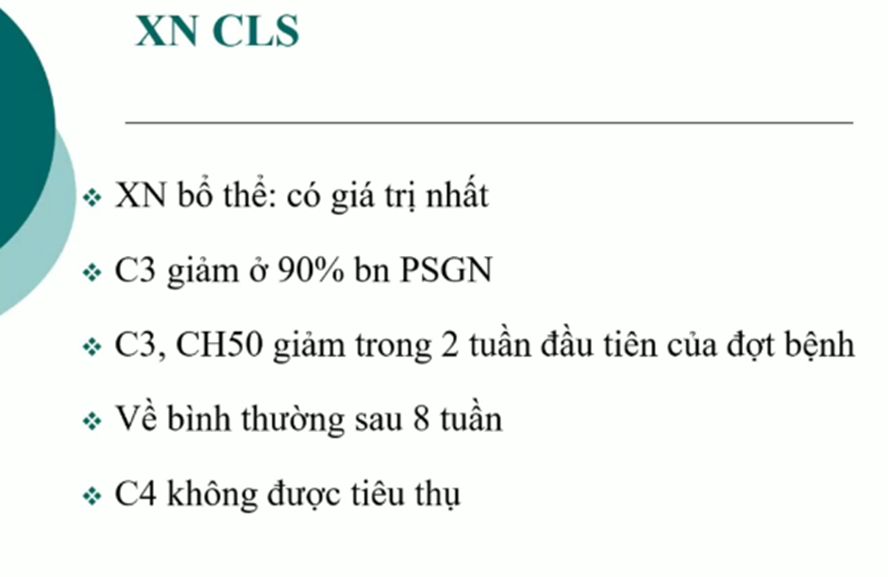 XN CLS
XN bổ thể: có giá trị nhất
C3 giảm ở 90% bn PSGN
C3, CH50 giảm trong 2 tuần đầu tiên của đợt bệnh
Về bình thường sau 8 tuần
C4 không được tiêu thụ